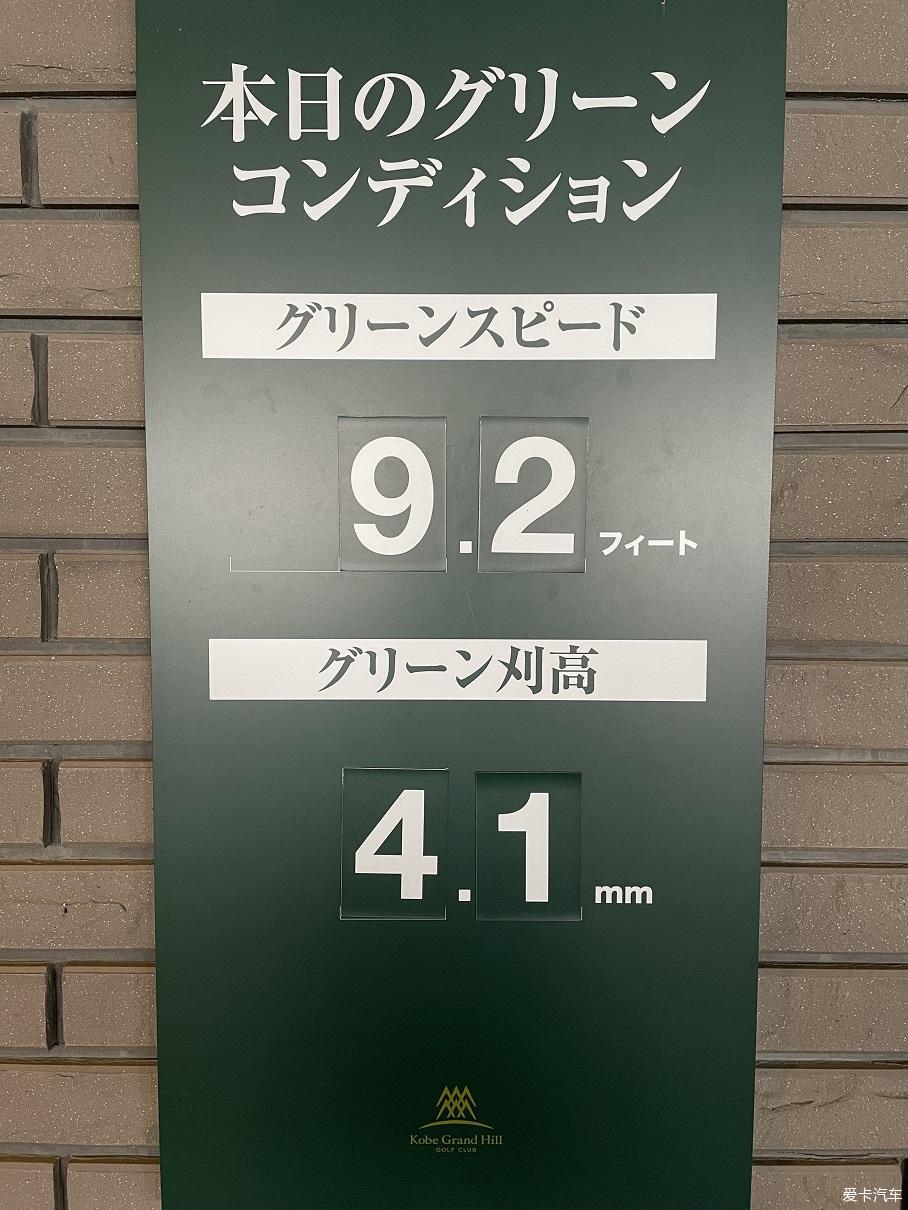 本日のグリーン
コンディション
グリーンスピード
9.2 フィート
グリーン刈高
4.1 mm
Kobe Grand Hill
GOLF CLUB
爱卡汽车